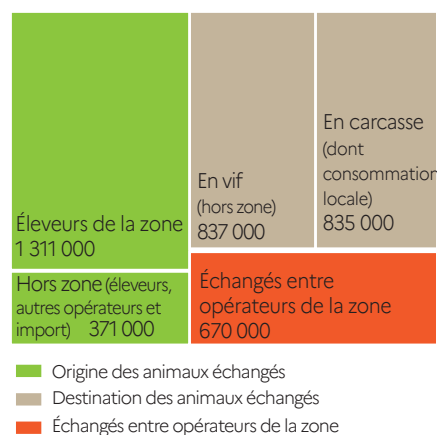 Éleveurs de la zone
1 311 000
Hors zone (éleveurs,
autres opérateurs et
import) 371 000
En vif
(hors zone)
837 000
En carcasse
(dont
consommation
locale)
835 000
Échangés entre
opérateurs de la zone
670 000
Origine des animaux échangés
Destination des animaux échangés
Échangés entre opérateurs de la zone